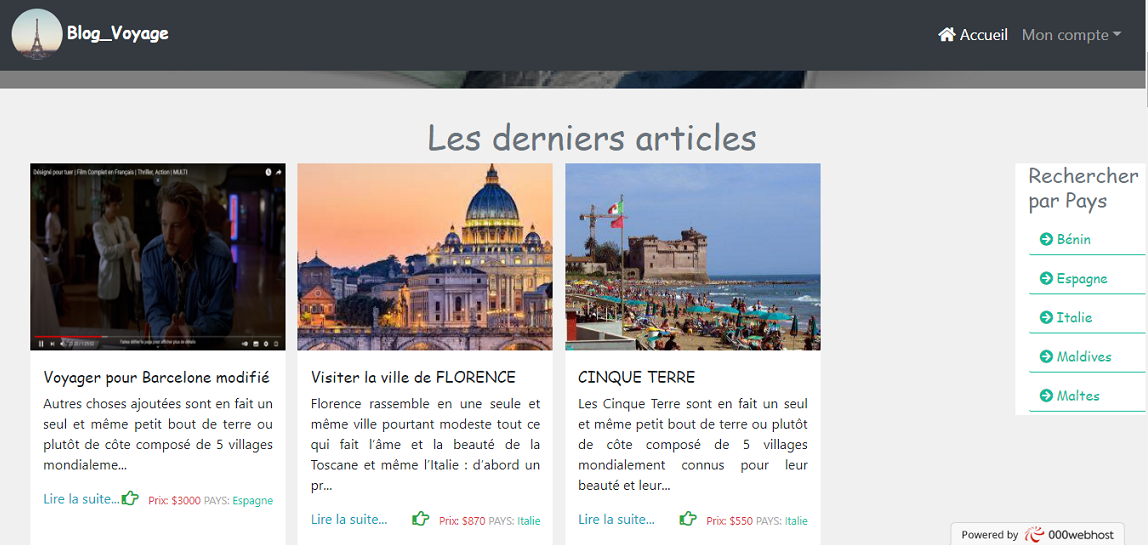 Blog_Voyage
Accueil
Mon compte
Les derniers articles
Désigné pour tuer | Film Complet en Français | Thriller, Action | MULTI
Voyager pour Barcelone modifié
Autres choses ajoutées sont en fait un
seul et même petit bout de terre ou
plutôt de côte composé de 5 villages
mondialeme...
Lire la suite... Prix: $3000 PAYS: Espagne
Visiter la ville de FLORENCE
Florence rassemble en une seule et
même ville pourtant modeste tout ce
qui fait l'âme et la beauté de la
Toscane et même l'Italie : d'abord un
pr...
Lire la suite... Prix: $870 PAYS: Italie
CINQUE TERRE
Les Cinque Terre sont en fait un seul
et même petit bout de terre ou plutôt
de côte composé de 5 villages
mondialement connus pour leur
beauté et leur...
Lire la suite... Prix: $550 PAYS: Italie
Rechercher
par Pays
Bénin
Espagne
Italie
Maldives
Maltes
Powered by 000webhost